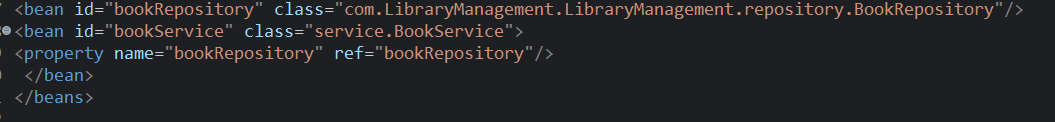 <bean id="bookRepository" class="com.LibraryManagement.LibraryManagement.repository.BookRepository"/>
<bean id="bookService" class="service.BookService">
<property name="bookRepository" ref="bookRepository"/>
</bean>
</beans>